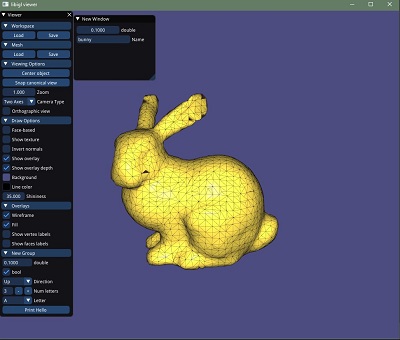 libigl viewer
Viewer
Workspace
Load Save
Mesh
Load Save
Viewing Options
Center object
Snap canonical view
1.000 Zoom
Two Axes Camera Type
Orthographic view
Draw Options
Face-based
Show texture
Invert normals
Show overlay
Show overlay depth
Background
Line color
35.000 Shininess
Overlays
Wireframe
Fill
Show vertex labels
Show faces labels
New Group
0.1000 double
bool
Up Direction
3 - + Num letters
A Letter
Print Hello
New Window
0.1000 double
bunny Name